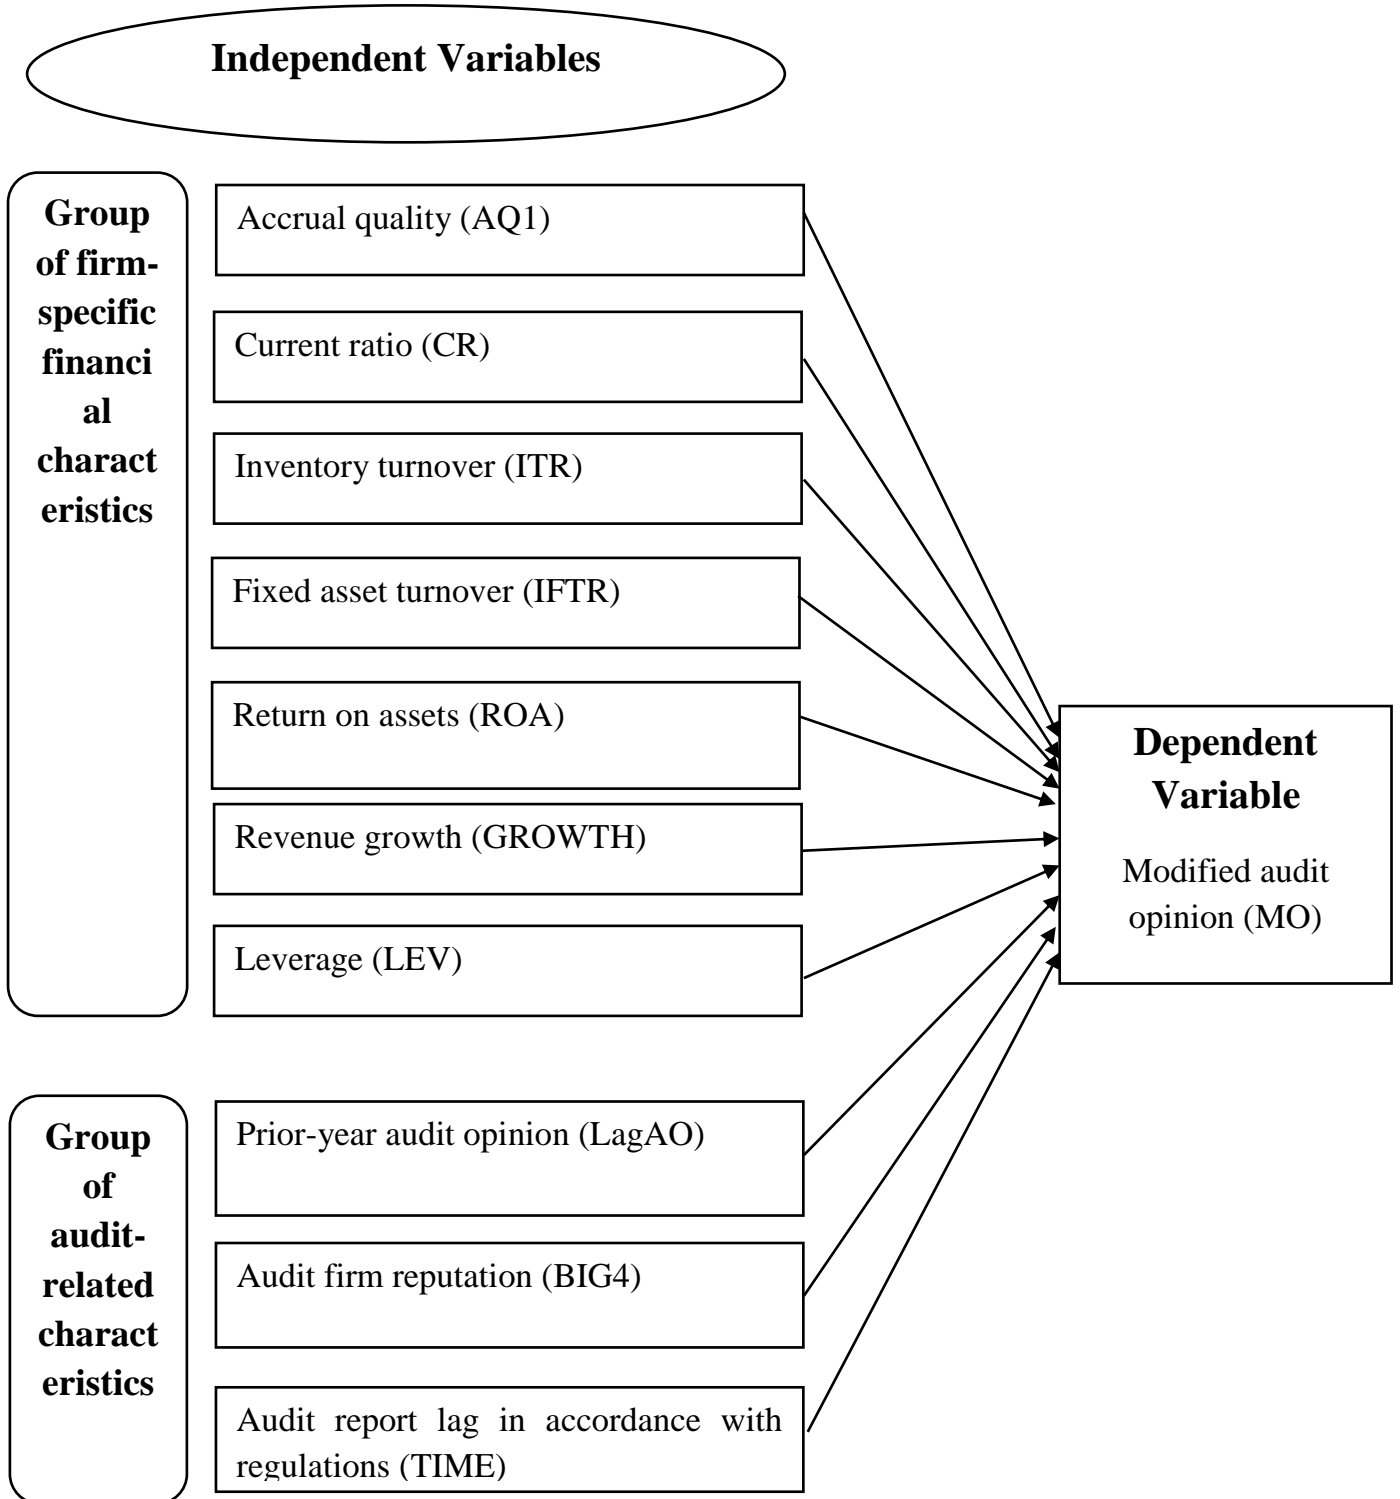 Independent Variables
Group
of firm-
specific
financi
al
charact
eristics
Accrual quality (AQ1)
Current ratio (CR)
Inventory turnover (ITR)
Fixed asset turnover (IFTR)
Return on assets (ROA)
Revenue growth (GROWTH)
Leverage (LEV)
Dependent
Variable
Modified audit
opinion (MO)
Group
of
audit-
related
charact
eristics
Prior-year audit opinion (LagAO)
Audit firm reputation (BIG4)
Audit report lag in accordance with
regulations (TIME)